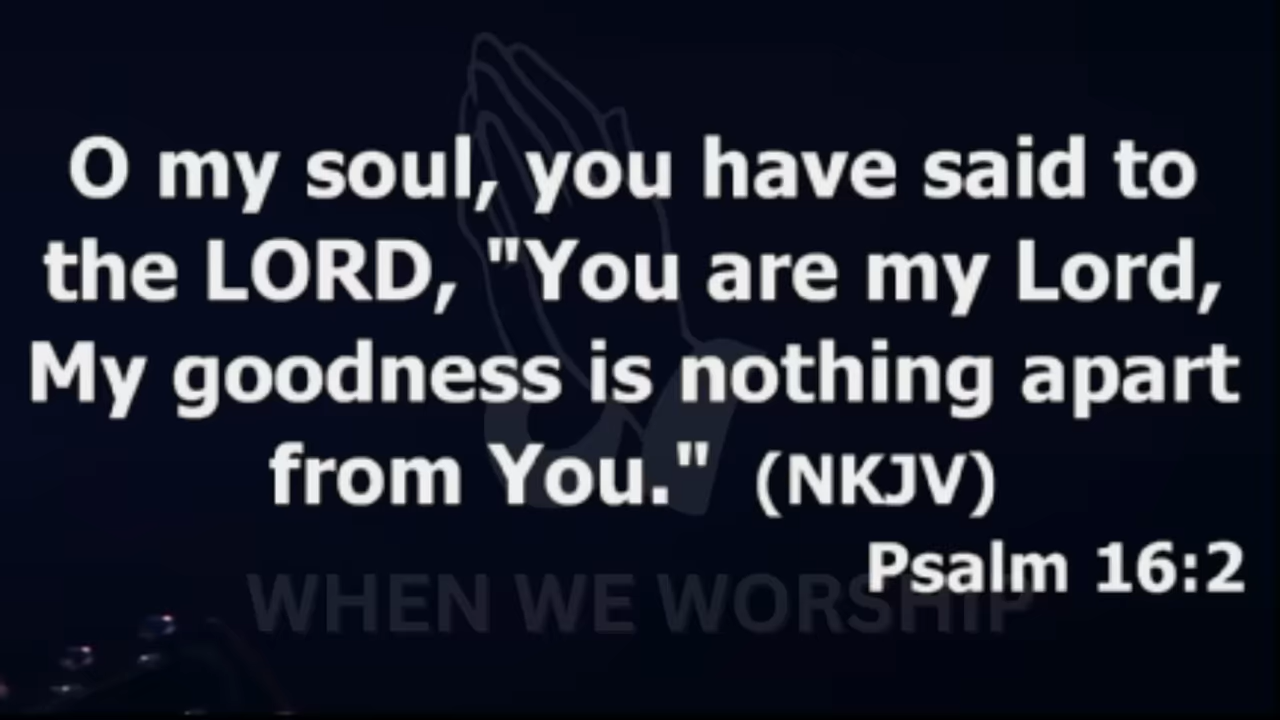 O my soul, you have said to
the LORD, "You are my Lord,
My goodness is nothing apart
from You." (NKJV)
Psalm 16:2
WHEN WE WORSHIP